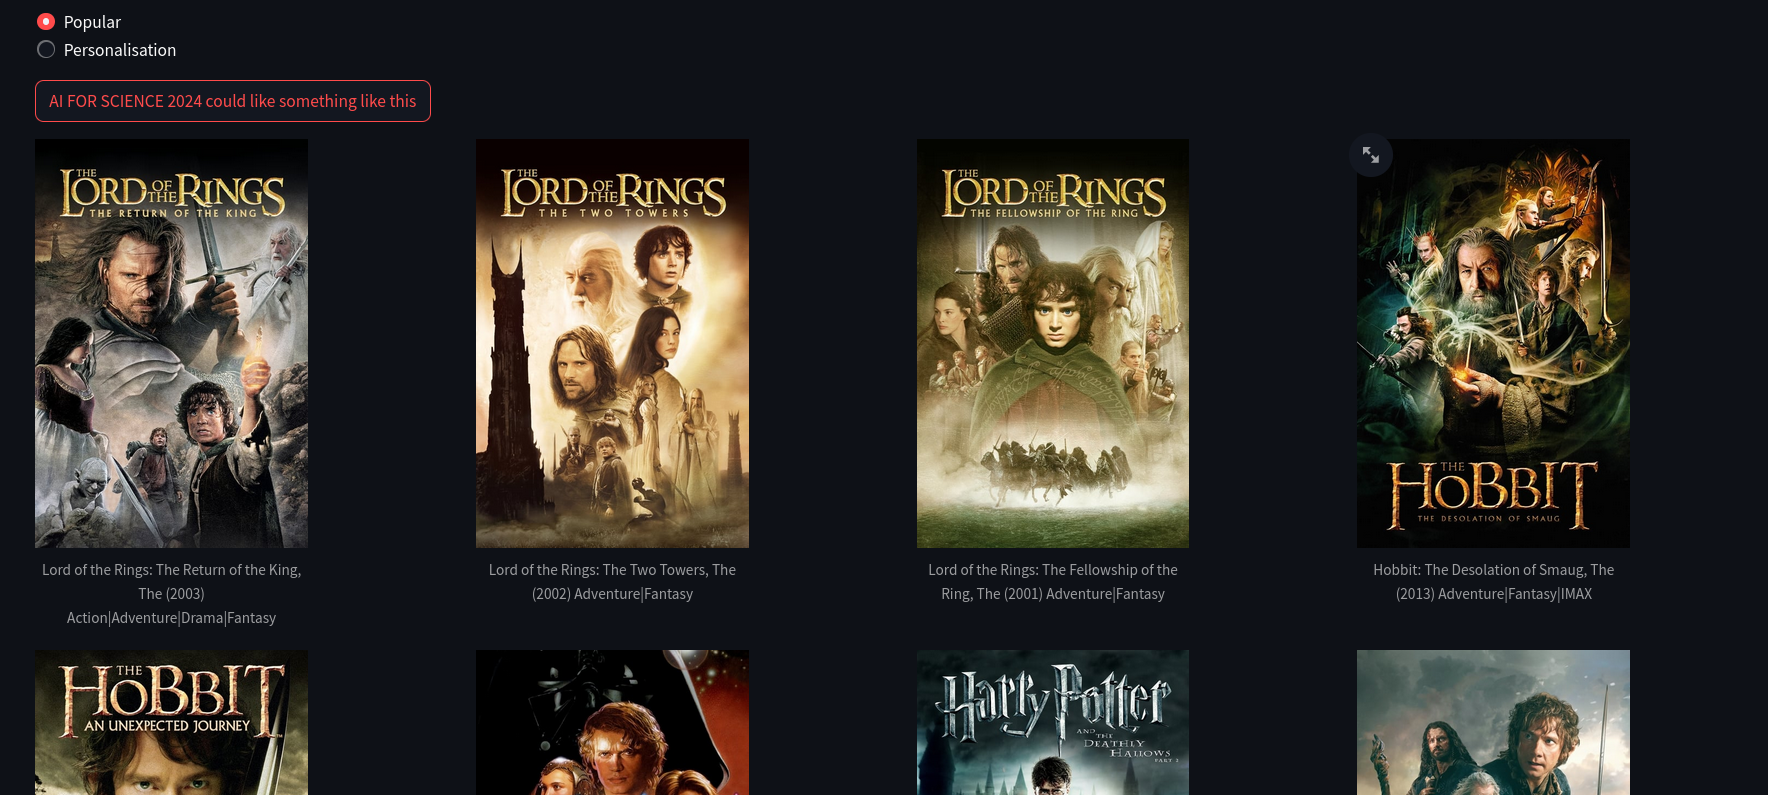 Popular
Personalisation
AI FOR SCIENCE 2024 could like something like this
THE
LORD OF THE RINGS
THE RETURN OF THE KING
THE
LORD OF THE RINGS
THE TWO TOWERS
THE
LORD OF THE RINGS
THE FELLOWSHIP OF THE RING
THE
HOBBIT
THE DESOLATION OF SMAUG
Lord of the Rings: The Return of the King,
The (2003)
Action|Adventure|Drama|Fantasy
Lord of the Rings: The Two Towers, The
(2002) Adventure|Fantasy
Lord of the Rings: The Fellowship of the
Ring, The (2001) Adventure|Fantasy
Hobbit: The Desolation of Smaug, The
(2013) Adventure|Fantasy|IMAX
THE
HOBBIT
AN UNEXPECTED JOURNEY
Harry Potter
AND THE
DEATHLY
HALLOWS
PART 2